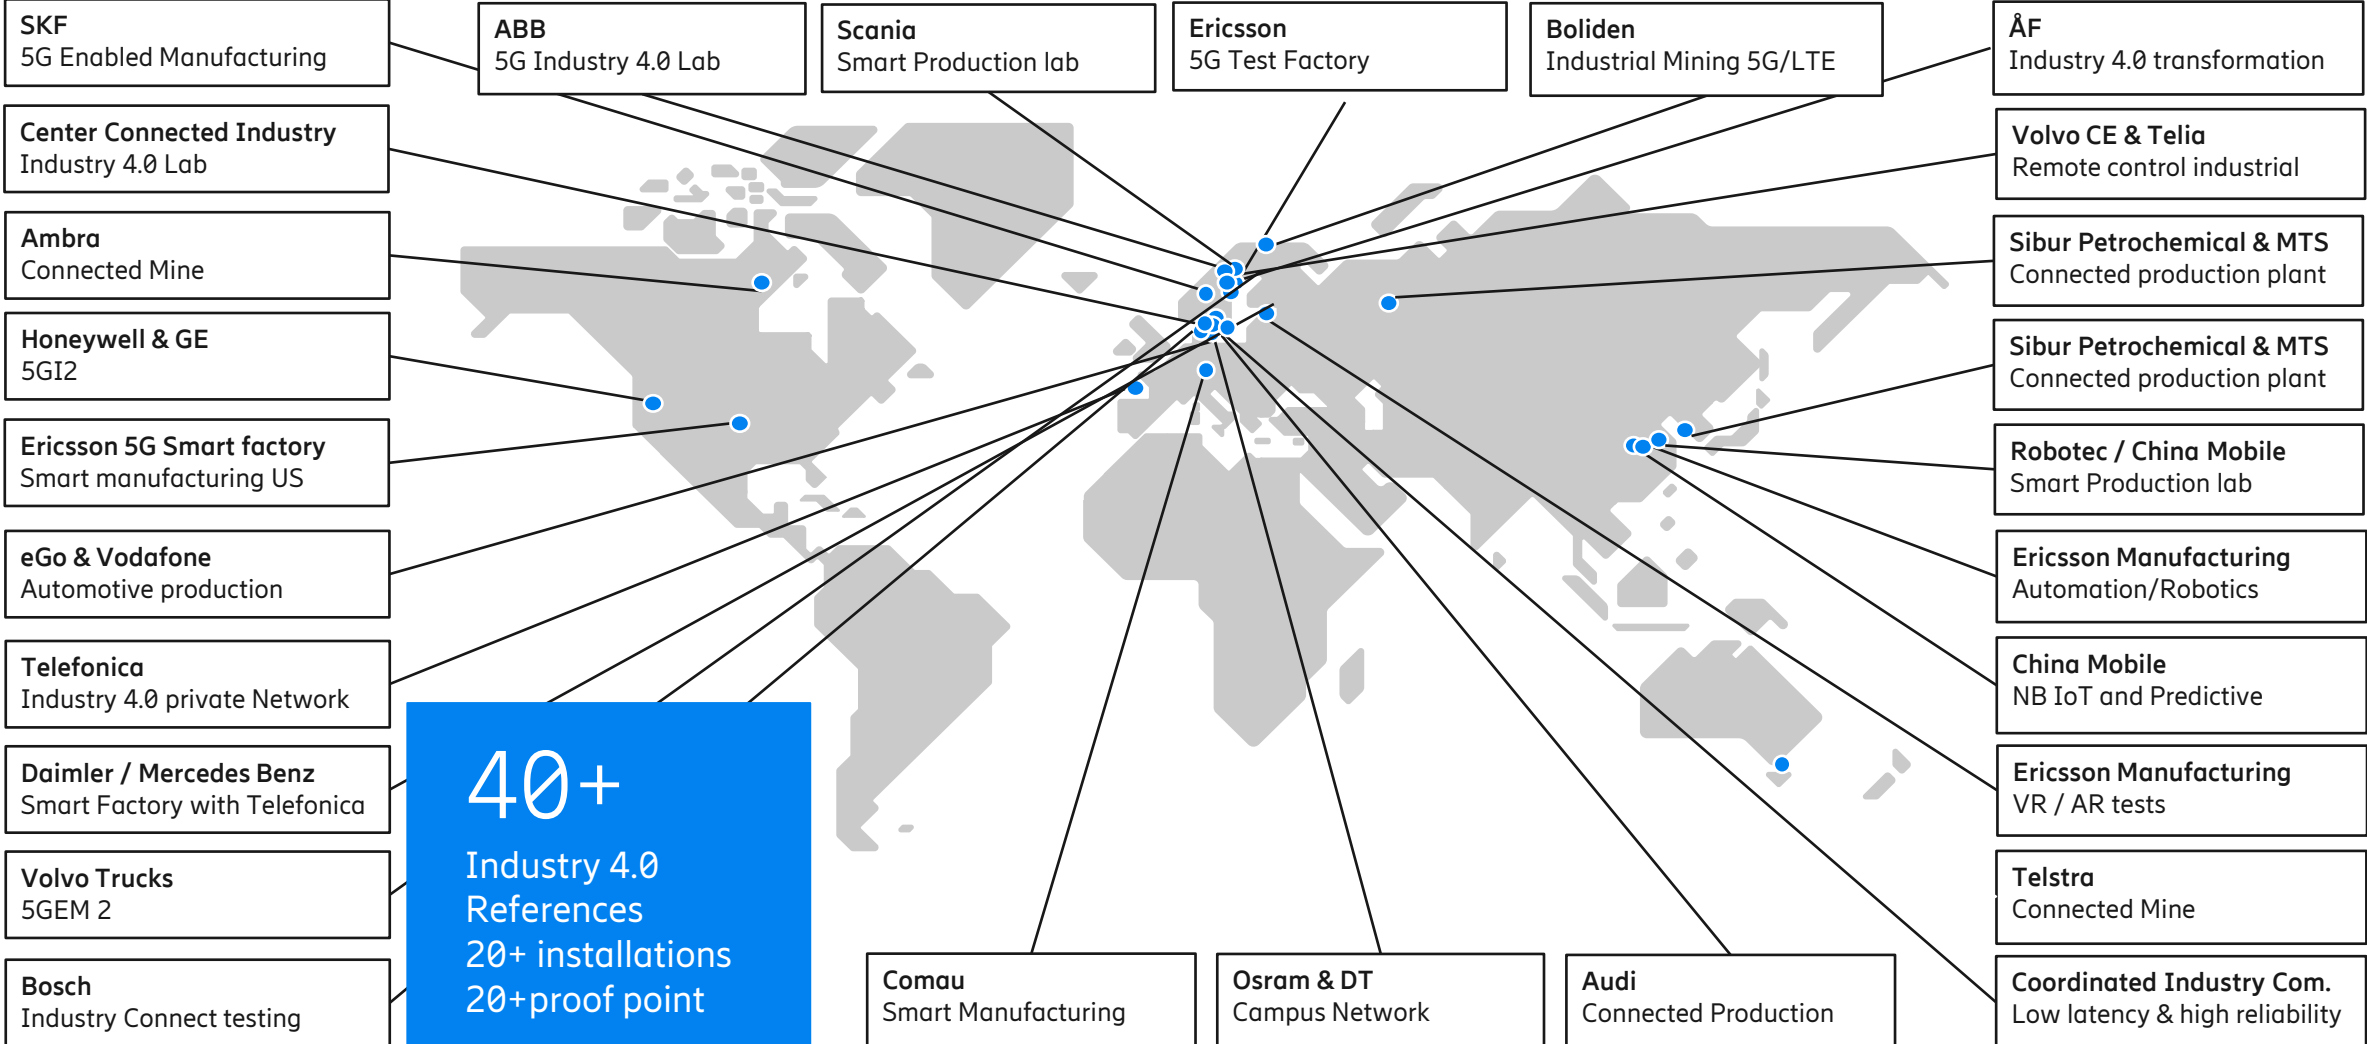 SKF
5G Enabled Manufacturing
ABB
5G Industry 4.0 Lab
Scania
Smart Production lab
Ericsson
5G Test Factory
Boliden
Industrial Mining 5G/LTE
ÅF
Industry 4.0 transformation
Center Connected Industry
Industry 4.0 Lab
Ambra
Connected Mine
Honeywell & GE
5GI2
Ericsson 5G Smart factory
Smart manufacturing US
eGo & Vodafone
Automotive production
Telefonica
Industry 4.0 private Network
Daimler / Mercedes Benz
Smart Factory with Telefonica
Volvo Trucks
5GEM 2
Bosch
Industry Connect testing
40+
Industry 4.0
References
20+ installations
20+proof point
Comau
Smart Manufacturing
Osram & DT
Campus Network
Audi
Connected Production
Volvo CE & Telia
Remote control industrial
Sibur Petrochemical & MTS
Connected production plant
Sibur Petrochemical & MTS
Connected production plant
Robotec / China Mobile
Smart Production lab
Ericsson Manufacturing
Automation/Robotics
China Mobile
NB IoT and Predictive
Ericsson Manufacturing
VR / AR tests
Telstra
Connected Mine
Coordinated Industry Com.
Low latency & high reliability